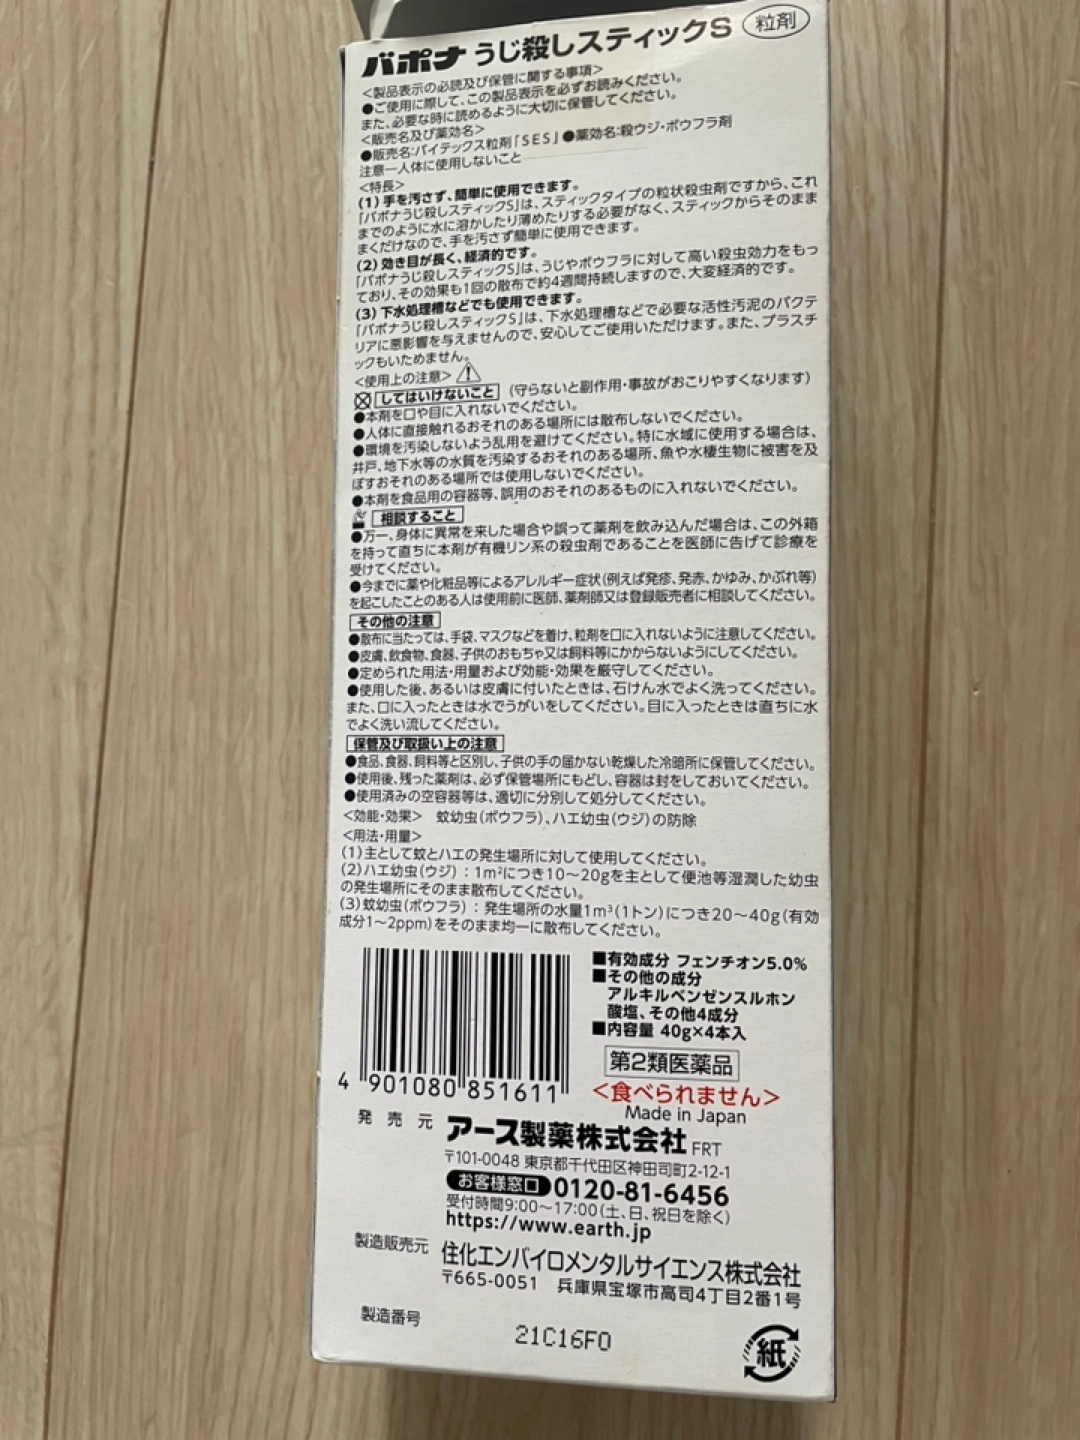 バポナ うじ殺しスティックS 粒剤
<製品表示の必読及び保管に関する事項>
●ご使用に際して、この製品表示を必ずお読みください。
また、必要な時に読めるように大切に保管してください。
<販売名及び薬効名>
●販売名:バイテックス粒剤「SES」●薬効名:殺ウジ・ボウフラ剤
注意―人体に使用しないこと
<特長>
(1)手を汚さず、簡単に使用できます。
「バポナうじ殺しスティックS」は、スティックタイプの粒状殺虫剤ですから、これ
までのように水に溶かしたり薄めたりする必要がなく、スティックからそのまま
まくだけなので、手を汚さず簡単に使用できます。
(2)効き目が長く、経済的です。
「バポナうじ殺しスティックS」は、うじやボウフラに対して高い殺虫効力をもっ
ており、その効果も1回の散布で約4週間持続しますので、大変経済的です。
(3)下水処理槽などでも使用できます。
「バポナうじ殺しスティックS」は、下水処理槽などで必要な活性汚泥のバクテ
リアに悪影響を与えませんので、安心してご使用いただけます。また、プラスチ
ックもいためません。
<使用上の注意>
してはいけないこと (守らないと副作用・事故がおこりやすくなります)
●本剤を口や目に入れないでください。
●人体に直接触れるおそれのある場所には散布しないでください。
●環境を汚染しないよう乱用を避けてください。特に水域に使用する場合は、
井戸、地下水等の水質を汚染するおそれのある場所、魚や水棲生物に被害を及
ぼすおそれのある場所では使用しないでください。
●本剤を食品用の容器等、誤用のおそれのあるものに入れないでください。
相談すること
●万一、身体に異常を来した場合や誤って薬剤を飲み込んだ場合は、この外箱
を持って直ちに本剤が有機リン系の殺虫剤であることを医師に告げて診療を
受けてください。
●今までに薬や化粧品等によるアレルギー症状(例えば発疹、発赤、かゆみ、かぶれ等)
を起こしたことのある人は使用前に医師、薬剤師又は登録販売者に相談してください。
その他の注意
●散布に当たっては、手袋、マスクなどを着け、粒剤を口に入れないように注意してください。
●皮膚、飲食物、食器、子供のおもちゃ又は飼料等にかからないようにしてください。
●定められた用法・用量および効能・効果を厳守してください。
●使用した後、あるいは皮膚に付いたときは、石けん水でよく洗ってください。
また、口に入ったときは水でうがいをしてください。目に入ったときは直ちに水
でよく洗い流してください。
保管及び取扱い上の注意
●食品、食器、飼料等と区別し、子供の手の届かない乾燥した冷暗所に保管してください。
●使用後、残った薬剤は、必ず保管場所にもどし、容器は封をしておいてください。
●使用済みの空容器等は、適切に分別して処分してください。
<効能・効果> 蚊幼虫(ボウフラ)、ハエ幼虫(ウジ)の防除
<用法・用量>
(1)主として蚊とハエの発生場所に対して使用してください。
(2)ハエ幼虫(ウジ):1m²につき10~20gを主として便池等湿潤した幼虫
の発生場所にそのまま散布してください。
(3)蚊幼虫(ボウフラ):発生場所の水量1m³(1トン)につき20~40g(有効
成分1~2ppm)をそのまま均一に散布してください。
■有効成分 フェンチオン5.0%
■その他の成分
アルキルベンゼンスルホン
酸塩、その他4成分
■内容量 40g×4本入
第2類医薬品
<食べられません>
Made in Japan
4 901080 851611
発売元 アース製薬株式会社 FRT
〒101-0048 東京都千代田区神田司町2-12-1
お客様窓口 0120-81-6456
受付時間9:00~17:00(土、日、祝日を除く)
https://www.earth.jp
製造販売元 住化エンバイロメンタルサイエンス株式会社
〒665-0051 兵庫県宝塚市高司4丁目2番1号
製造番号
21C16F0
紙